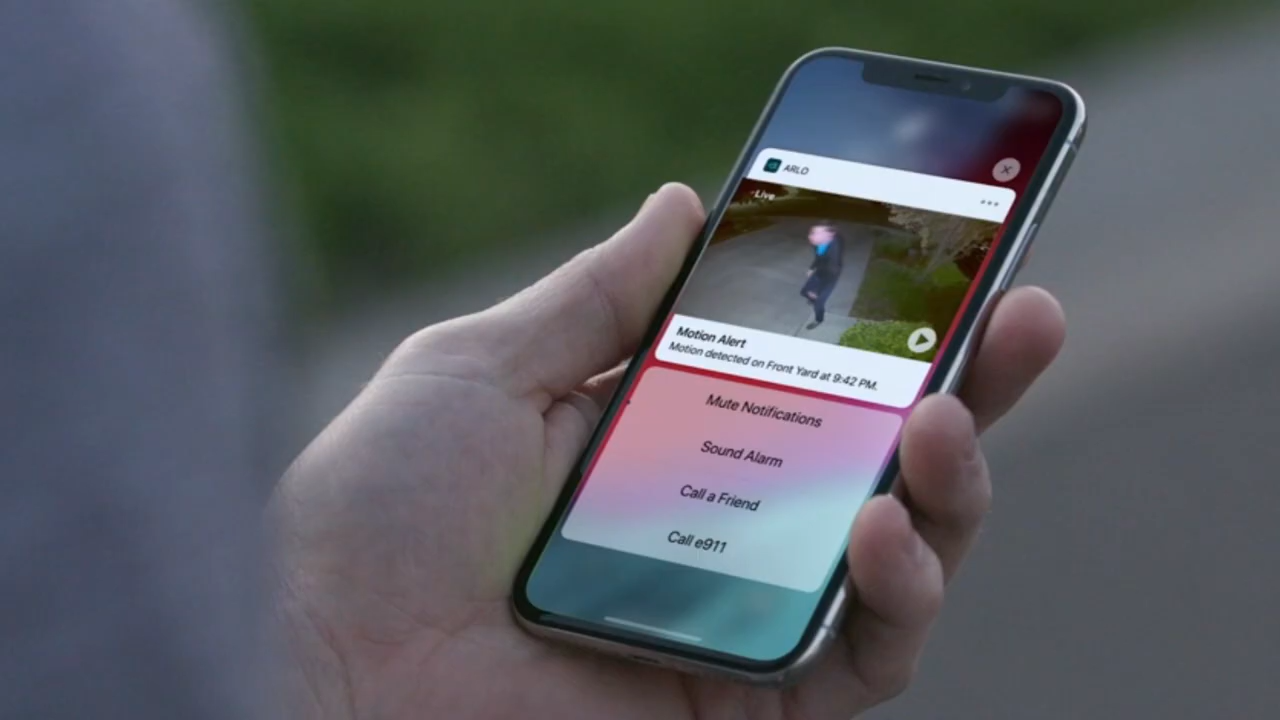 ARLO
Live
Motion Alert
Motion detected on Front Yard at 9:42 PM.
Mute Notifications
Sound Alarm
Call a Friend
Call e911